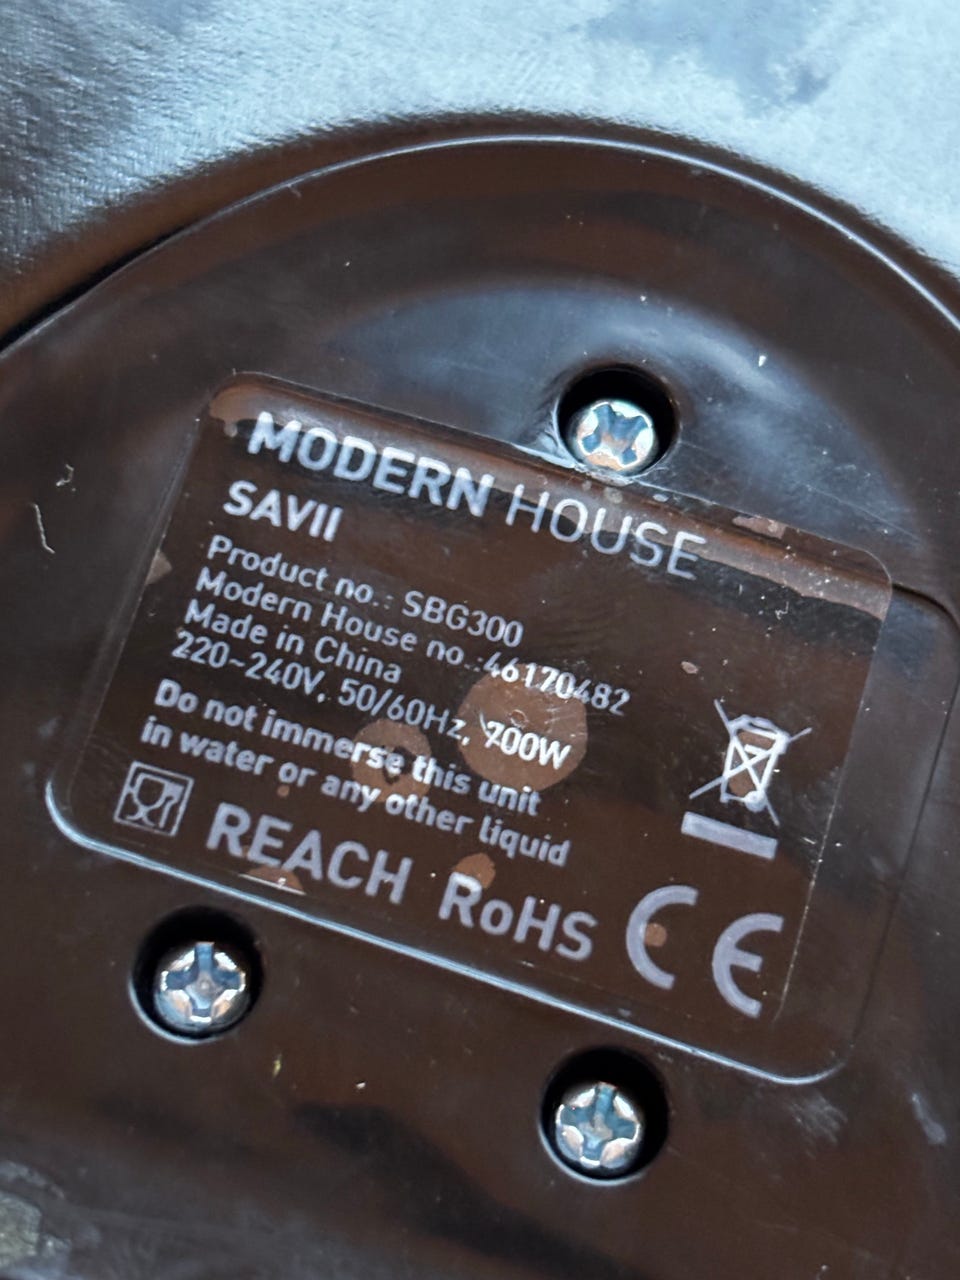 MODERN HOUSE
SAVII
Product no.: SBG300
Modern House no.:46170482
Made in China
220~240V, 50/60Hz, 700W
Do not immerse this unit
in water or any other liquid
REACH RoHS CE